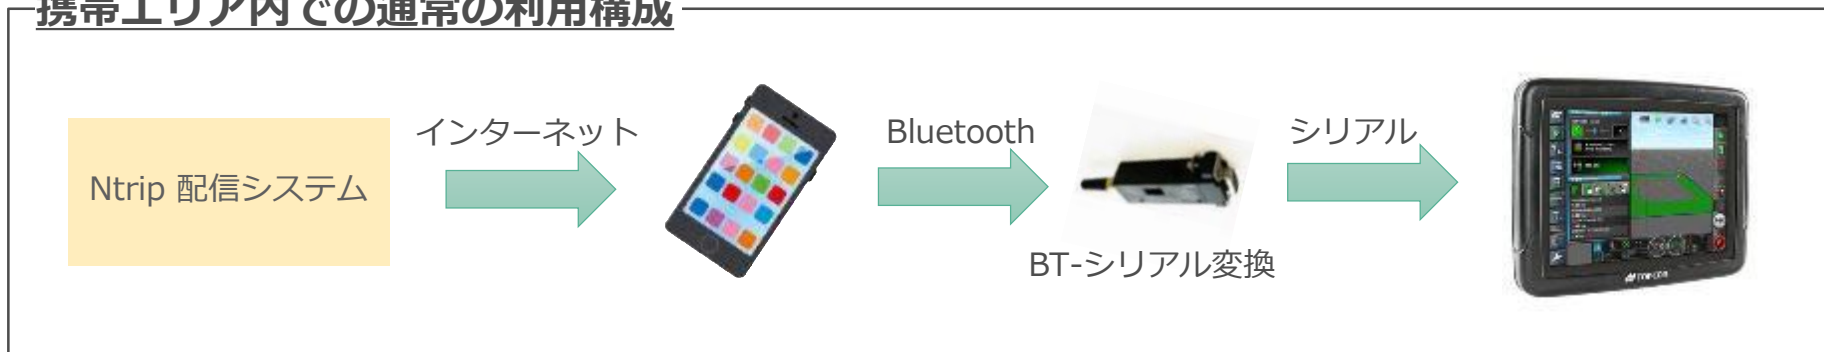 携帯エリア内での通常の利用構成
Ntrip 配信システム
インターネット
Bluetooth
BT-シリアル変換
シリアル